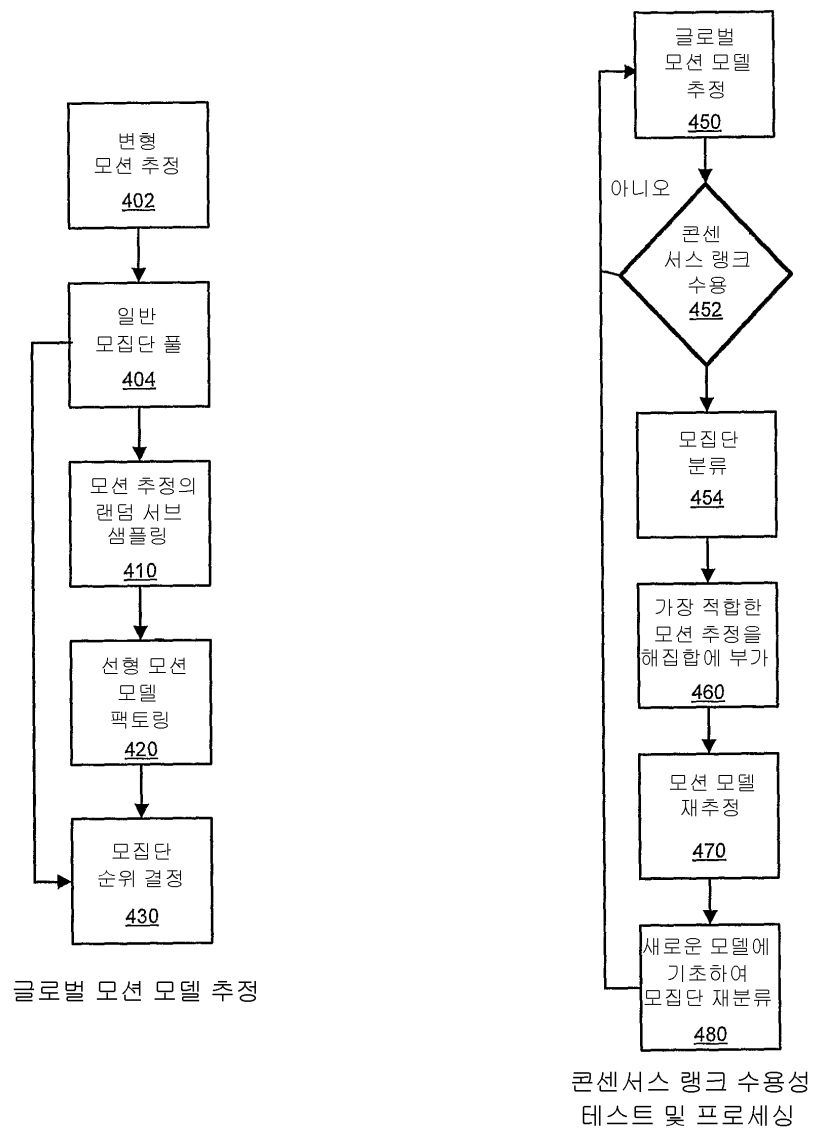 변형
모션 추정
402
일반
모집단 풀
404
모션 추정의
랜덤 서브
샘플링
410
선형 모션
모델
팩토링
420
모집단
순위 결정
430
글로벌 모션 모델 추정
글로벌
모션 모델
추정
450
아니오
콘센
서스 랭크
수용
452
모집단
분류
454
가장 적합한
모션 추정을
해집합에 부가
460
모션 모델
재추정
470
새로운 모델에
기초하여
모집단 재분류
480
콘센서스 랭크 수용성
테스트 및 프로세싱